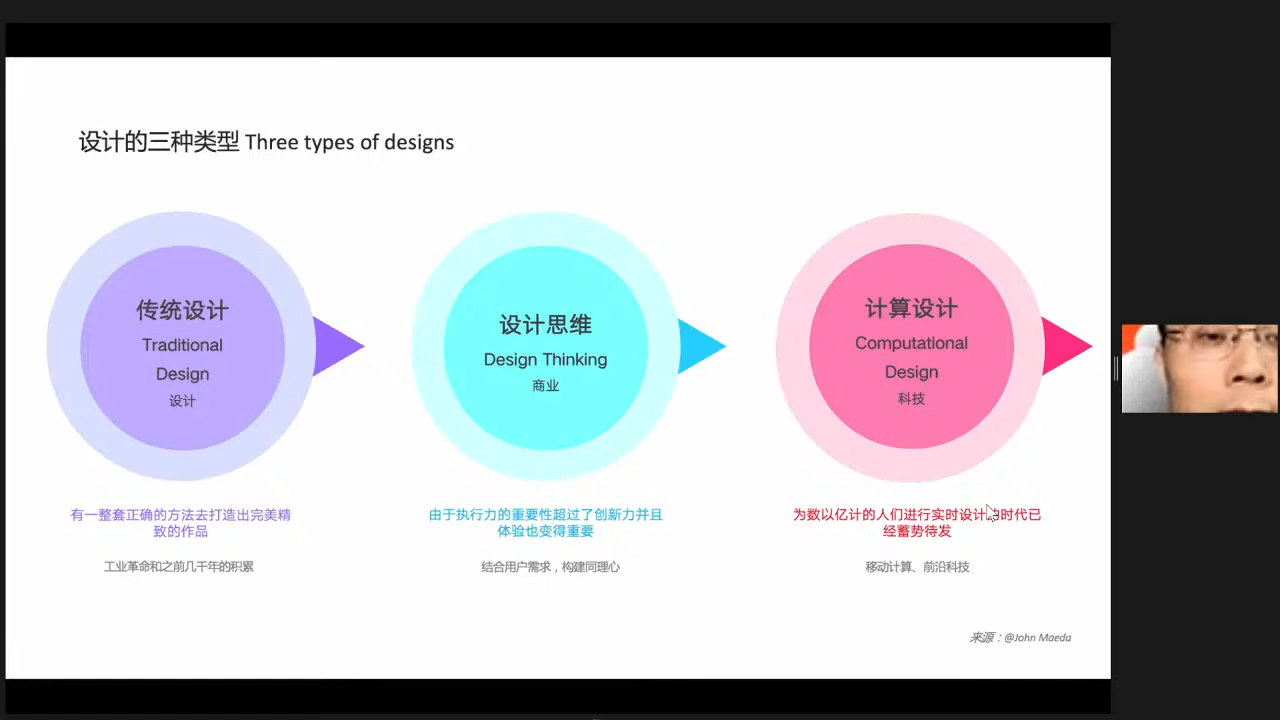 设计的三种类型 Three types of designs
传统设计
Traditional
Design
设计
设计思维
Design Thinking
商业
计算设计
Computational
Design
科技
有一整套正确的方法去打造出完美精
致的作品
工业革命和之前几千年的积累
由于执行力的重要性超过了创新力并且
体验也变得重要
结合用户需求，构建同理心
为数以亿计的人们进行实时设计的时代已
经蓄势待发
移动计算、前沿科技
来源：@John Maeda